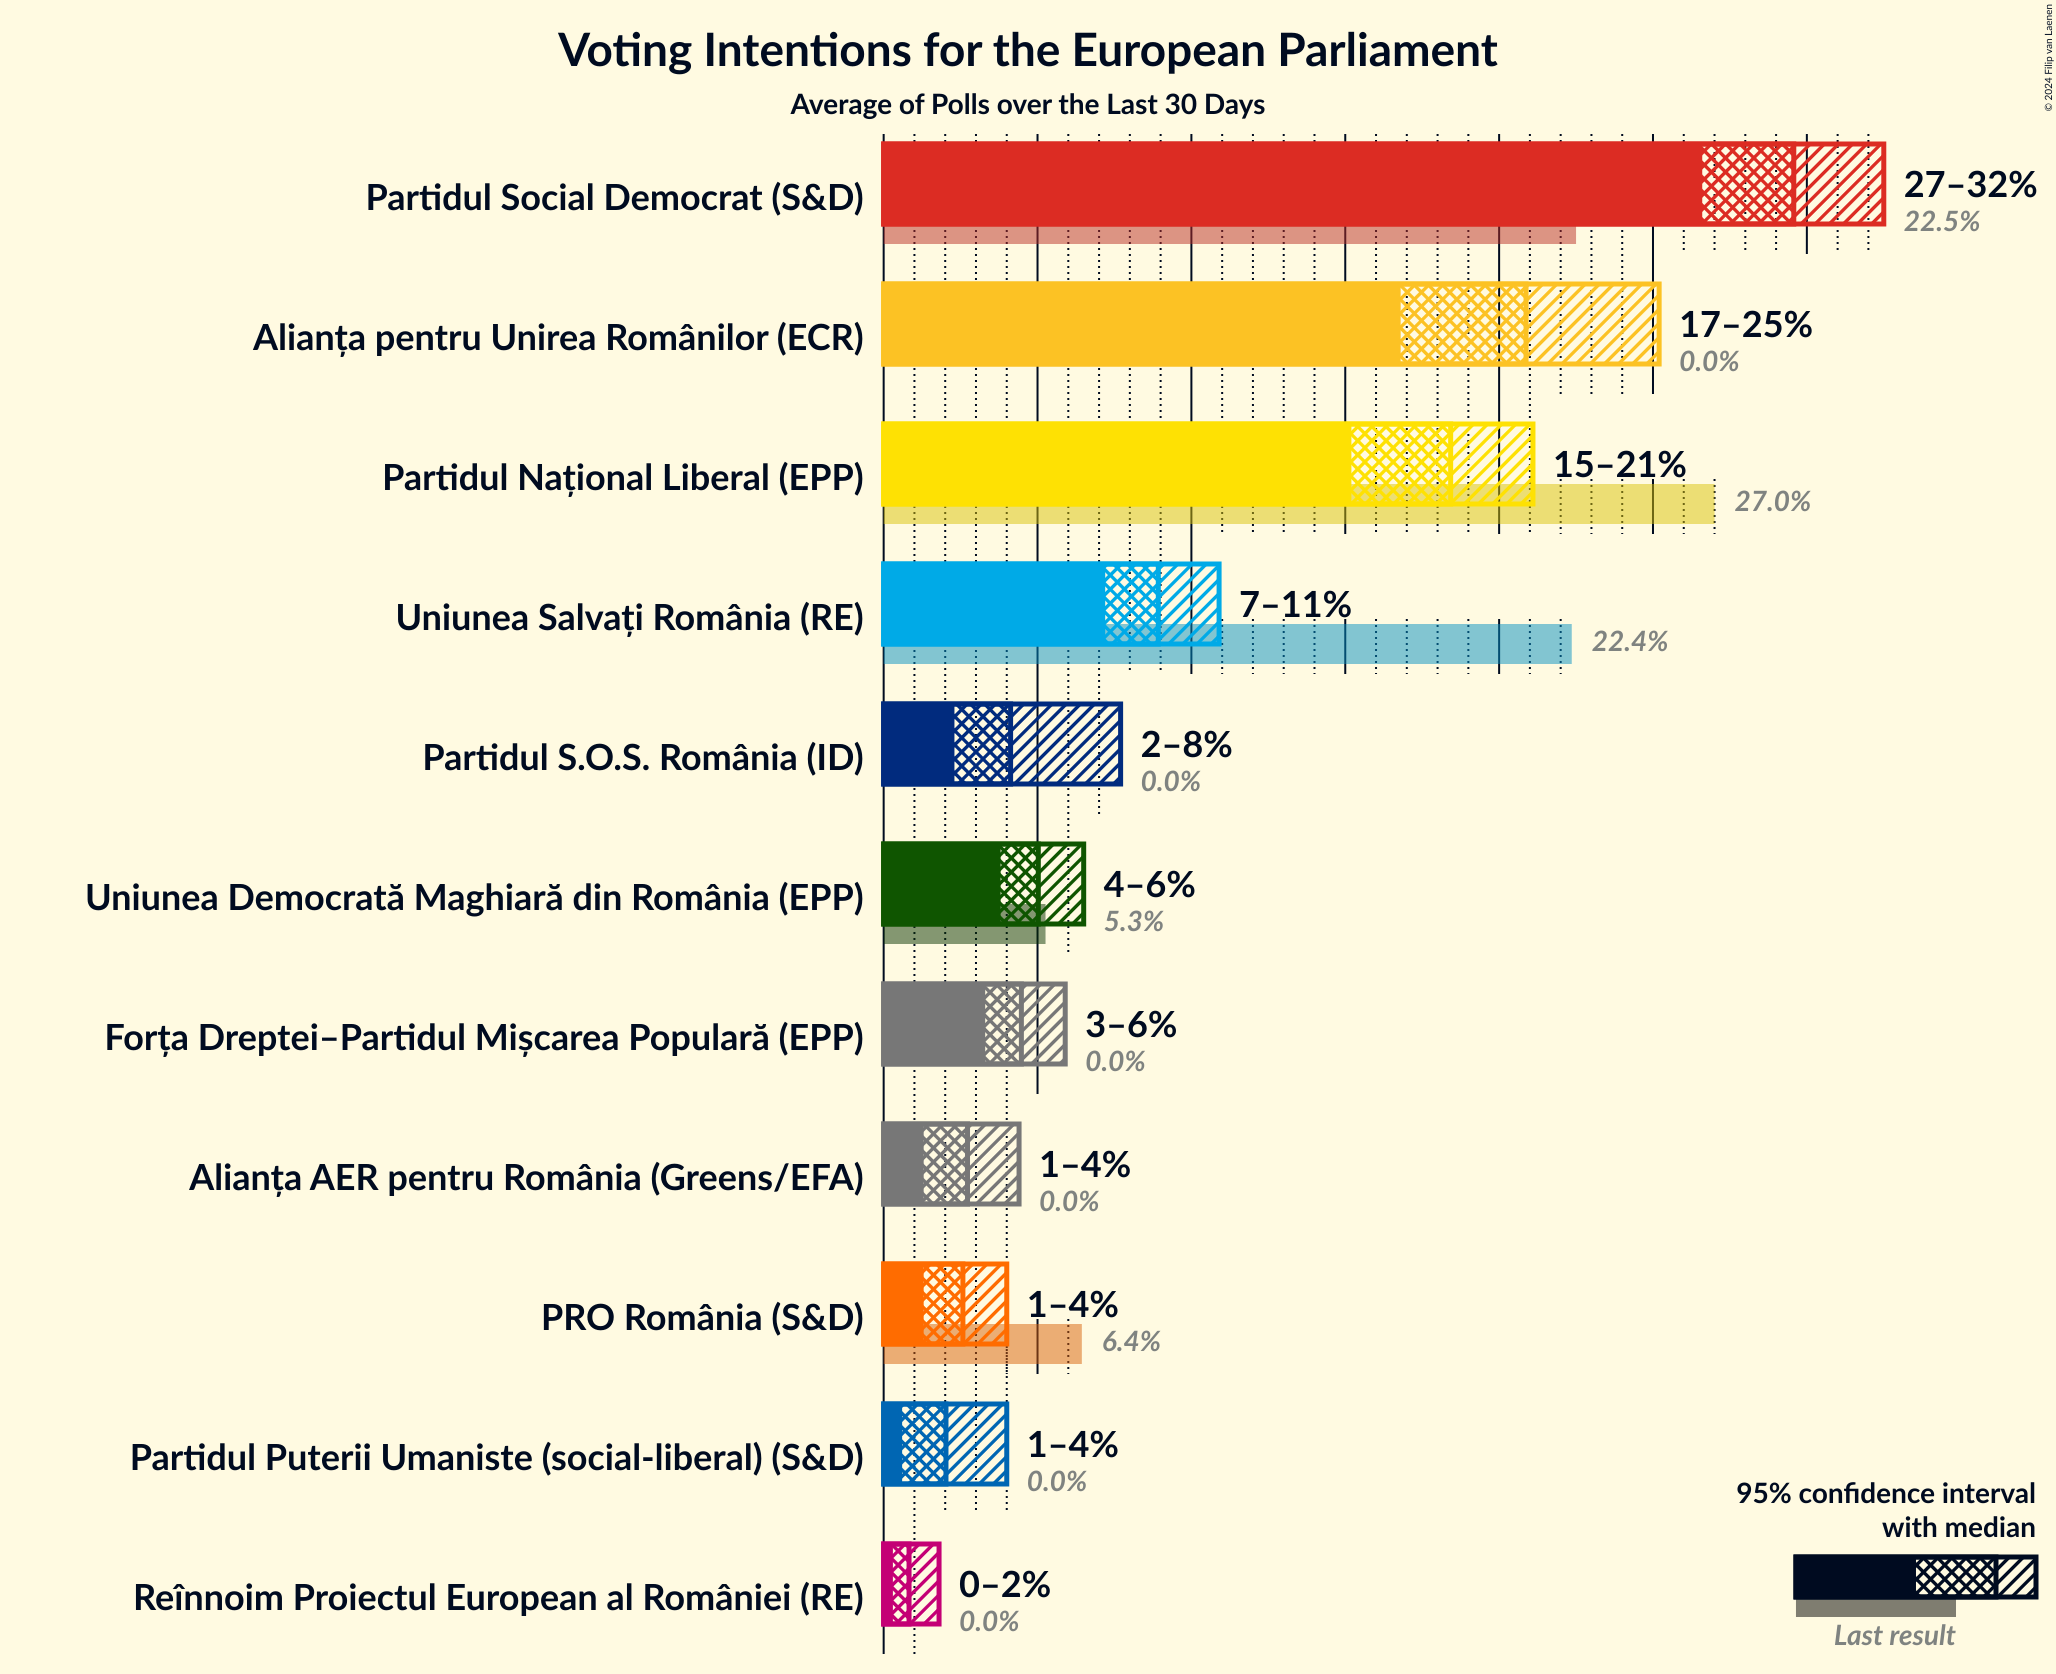 © 2024 Filip van Laenen
Voting Intentions for the European Parliament
Average of Polls over the Last 30 Days
Partidul Social Democrat (S&D)
27–32%
22.5%
Alianța pentru Unirea Românilor (ECR)
17–25%
0.0%
Partidul Național Liberal (EPP)
15–21%
27.0%
Uniunea Salvați România (RE)
7–11%
22.4%
Partidul S.O.S. România (ID)
2–8%
0.0%
Uniunea Democrată Maghiară din România (EPP)
4–6%
5.3%
Forța Dreptei–Partidul Mișcarea Populară (EPP)
3–6%
0.0%
Alianța AER pentru România (Greens/EFA)
1–4%
0.0%
PRO România (S&D)
1–4%
6.4%
Partidul Puterii Umaniste (social-liberal) (S&D)
1–4%
0.0%
Reînnoim Proiectul European al României (RE)
0–2%
0.0%
95% confidence interval
with median
Last result